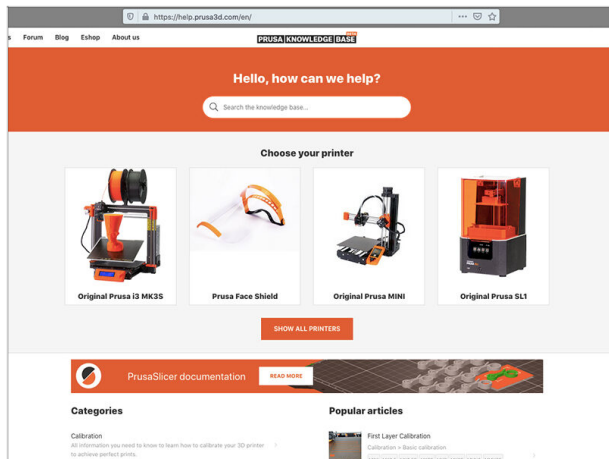 https://help.prusa3d.com/en/
s Forum Blog Eshop About us
PRUSA KNOWLEDGE BASE
Hello, how can we help?
Search the knowledge base...
Choose your printer
Original Prusa i3 MK3S
Prusa Face Shield
Original Prusa MINI
Original Prusa SL1
SHOW ALL PRINTERS
PrusaSlicer documentation READ MORE
Categories
Popular articles
Calibration
All information you need to know to learn how to calibrate your 3D printer
to achieve perfect prints.
First Layer Calibration
Calibration > Basic calibration